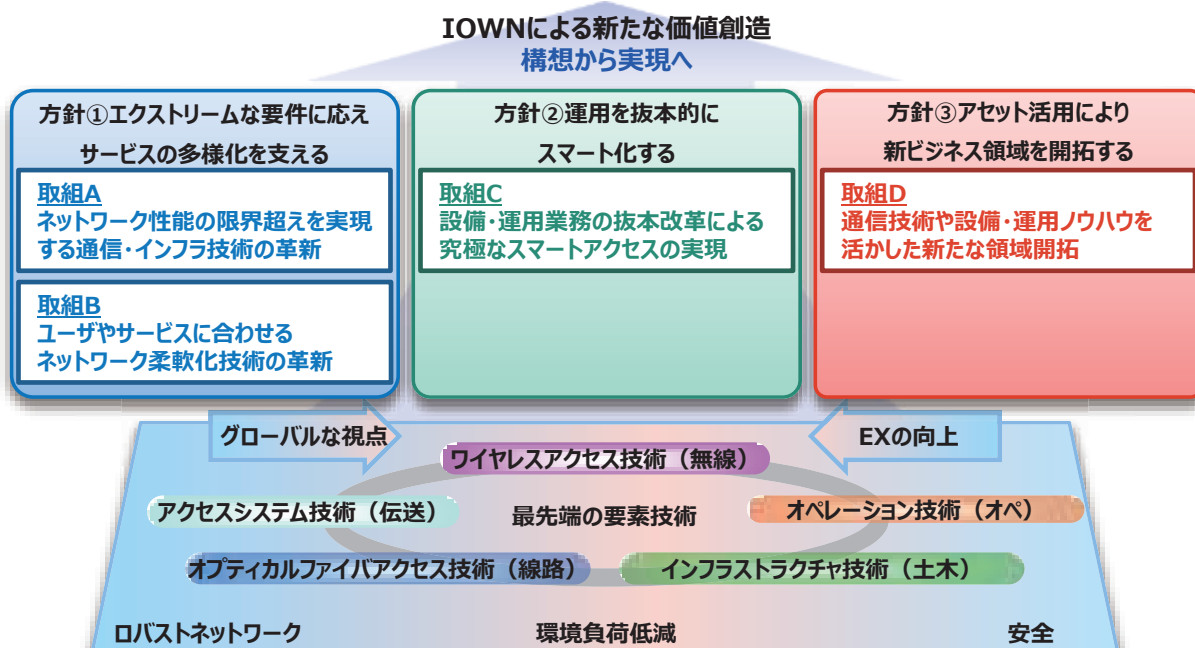 IOWNによる新たな価値創造
構想から実現へ
方針①エクストリームな要件に応え
サービスの多様化を支える
取組A
ネットワーク性能の限界超えを実現
する通信・インフラ技術の革新
取組B
ユーザやサービスに合わせる
ネットワーク柔軟化技術の革新
方針②運用を抜本的に
スマート化する
取組C
設備・運用業務の抜本改革による
究極なスマートアクセスの実現
方針③アセット活用により
新ビジネス領域を開拓する
取組D
通信技術や設備・運用ノウハウを
活かした新たな領域開拓
グローバルな視点
EXの向上
ワイヤレスアクセス技術（無線）
アクセスシステム技術（伝送）
最先端の要素技術
オペレーション技術（オペ）
オプティカルファイバアクセス技術（線路）
インフラストラクチャ技術（土木）
ロバストネットワーク
環境負荷低減
安全